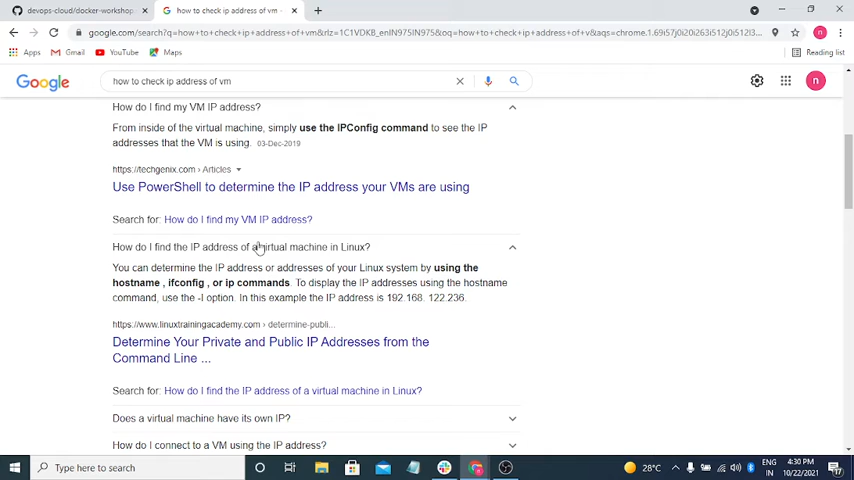 devops-cloud/docker-workshop-
how to check ip address of vm -
google.com/search?q=how+to+check+ip+address+of+vm&rlz=1C1VDKB_enIN975IN975&q=how+to+check+ip+address+of+vm&aqs=chrome.1.69i57j0i20i263i512j0i512l3...
Apps Gmail YouTube Maps Reading list
Google how to check ip address of vm
n
How do I find my VM IP address?
From inside of the virtual machine, simply use the IPConfig command to see the IP
addresses that the VM is using. 03-Dec-2019
https://techgenix.com › Articles
Use PowerShell to determine the IP address your VMs are using
Search for: How do I find my VM IP address?
How do I find the IP address of a virtual machine in Linux?
You can determine the IP address or addresses of your Linux system by using the
hostname , ifconfig , or ip commands. To display the IP addresses using the hostname
command, use the -I option. In this example the IP address is 192.168. 122.236.
https://www.linuxtrainingacademy.com › determine-publi...
Determine Your Private and Public IP Addresses from the
Command Line ...
Search for: How do I find the IP address of a virtual machine in Linux?
Does a virtual machine have its own IP?
How do I connect to a VM using the IP address?
Type here to search
28°C
ENG
IN
4:30 PM
10/22/2021
17